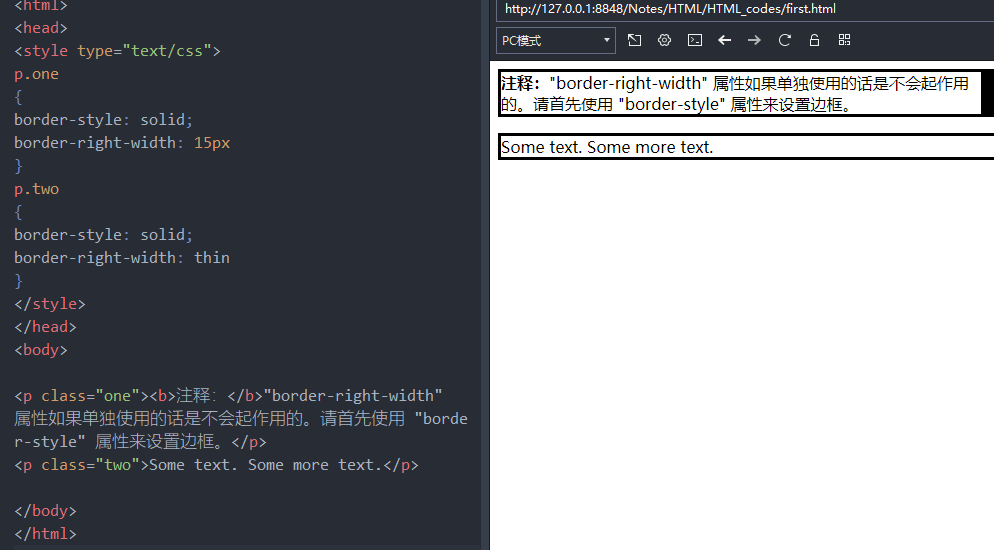 <html>
<head>
<style type="text/css">
p.one
{
border-style: solid;
border-right-width: 15px
}
p.two
{
border-style: solid;
border-right-width: thin
}
</style>
</head>
<body>
<p class="one"><b>注释：</b>"border-right-width"
属性如果单独使用的话是不会起作用的。请首先使用 "borde
r-style" 属性来设置边框。</p>
<p class="two">Some text. Some more text.</p>
</body>
</html>
http://127.0.0.1:8848/Notes/HTML/HTML_codes/first.html
PC模式
注释："border-right-width" 属性如果单独使用的话是不会起作用
的。请首先使用 "border-style" 属性来设置边框。
Some text. Some more text.